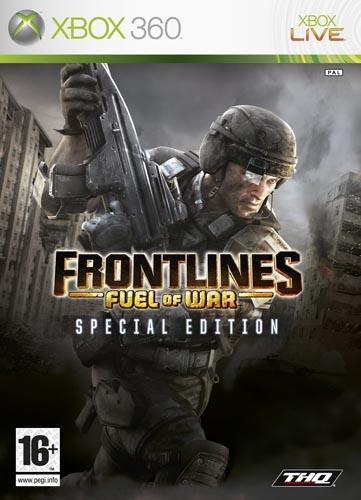 XBOX 360
XBOX
LIVE
PAL
FRONTLINES
FUEL OF WAR
SPECIAL EDITION
16+
www.pegi.info
THQ